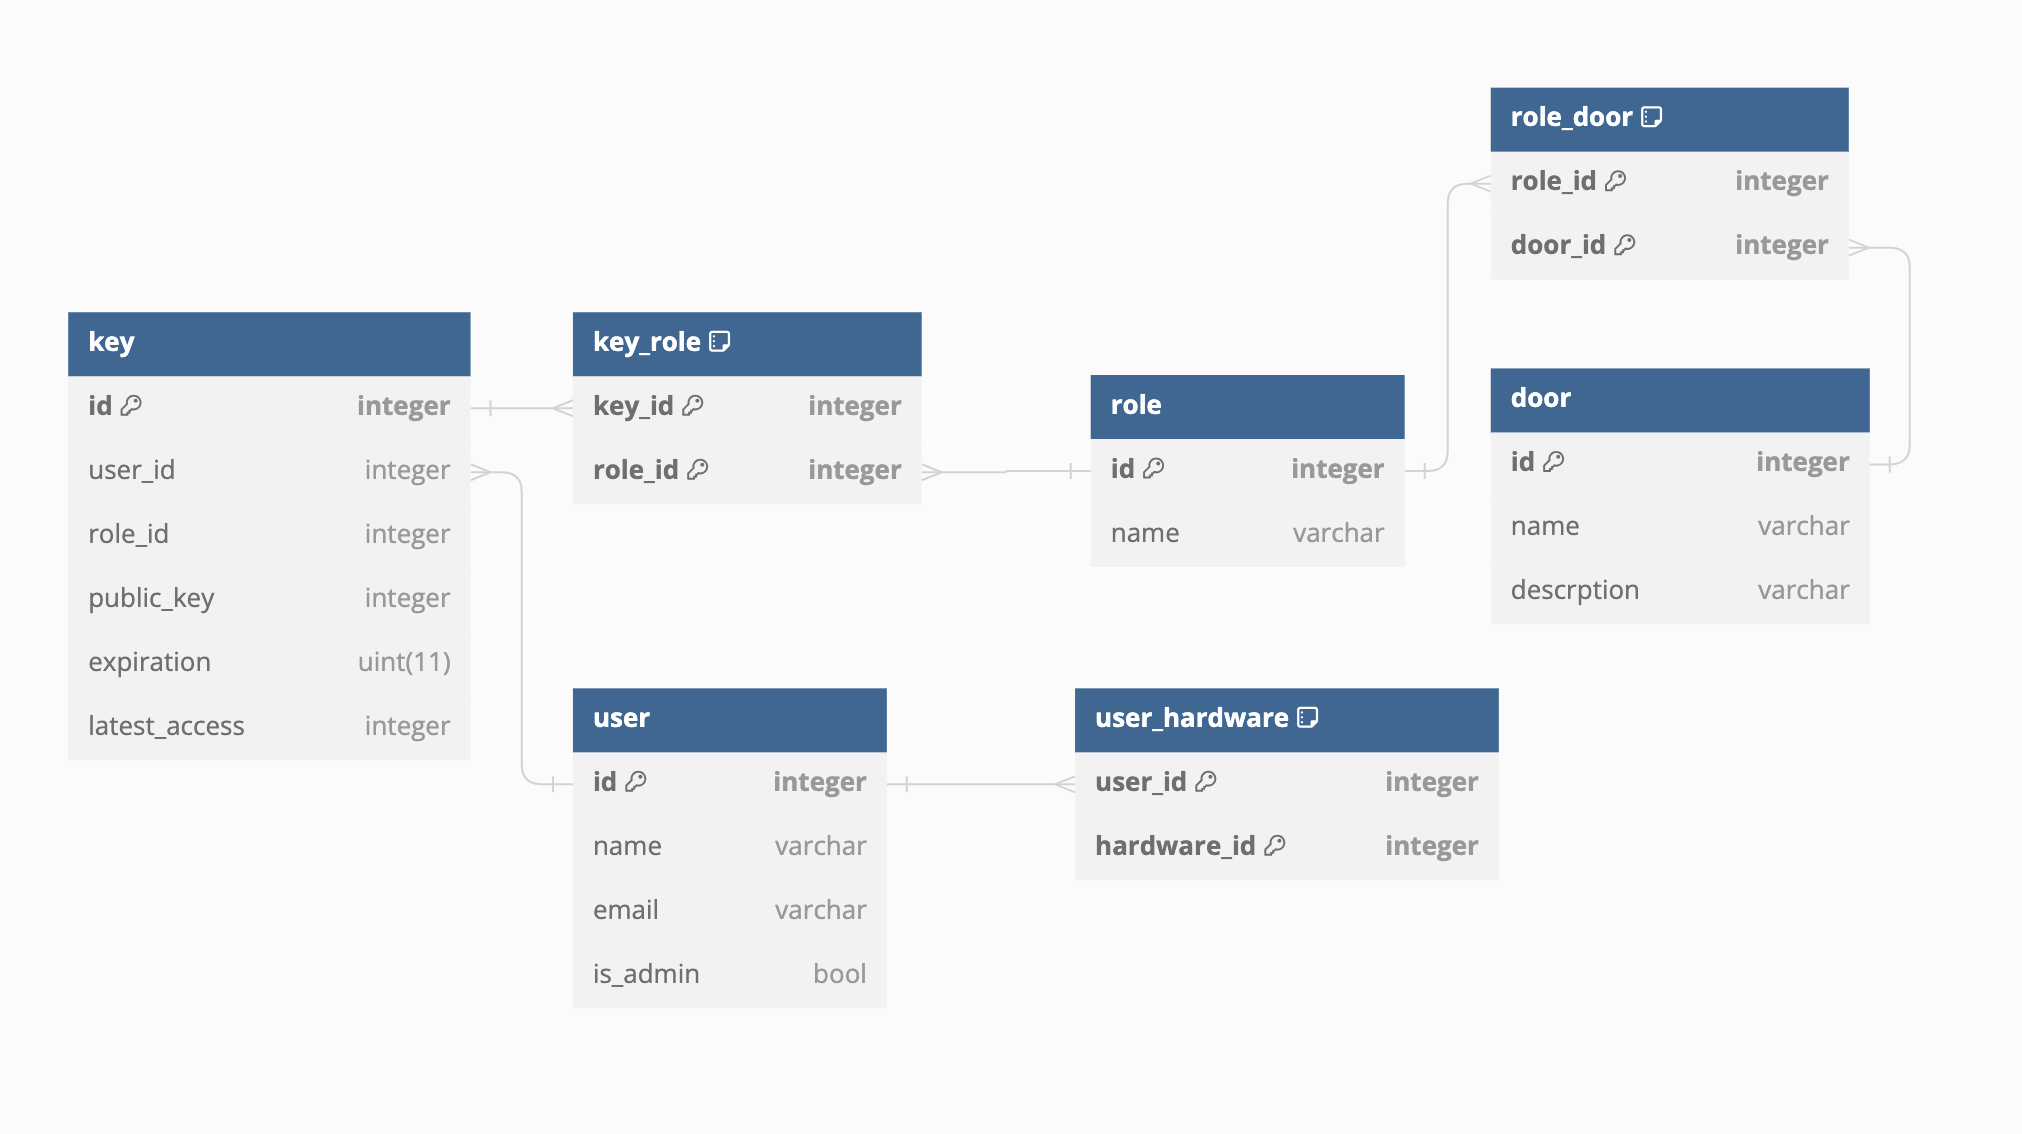 role_door
role_id integer
door_id integer
key
id integer
user_id integer
role_id integer
public_key integer
expiration uint(11)
latest_access integer
key_role
key_id integer
role_id integer
role
id integer
name varchar
door
id integer
name varchar
descrption varchar
user
id integer
name varchar
email varchar
is_admin bool
user_hardware
user_id integer
hardware_id integer